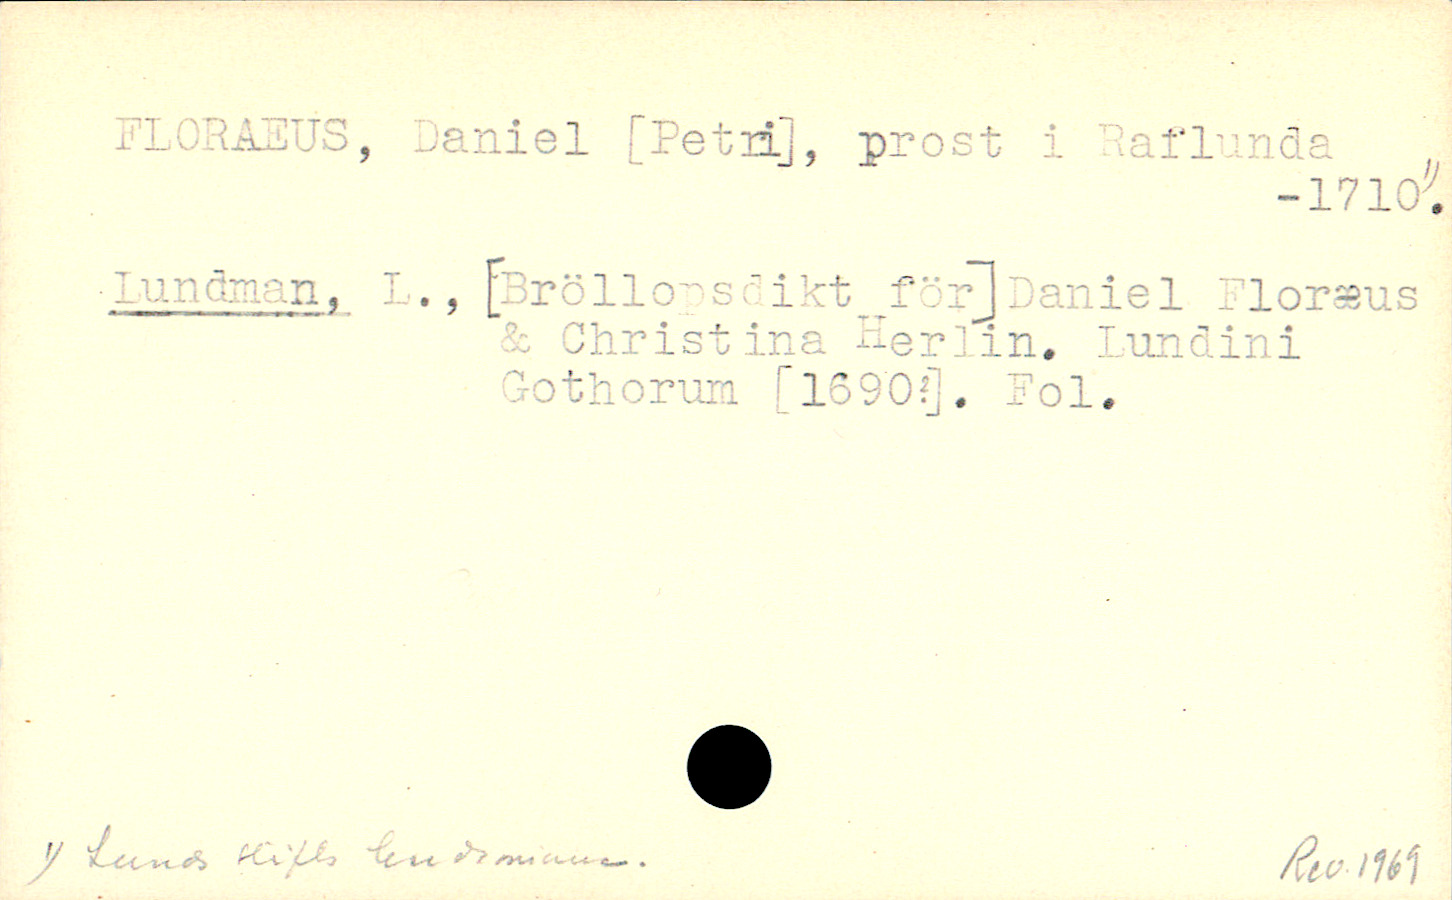 FLORAEUS, Daniel [Petri], prost i Raflunda
-1710¹⁾.
Lundman, L., [Bröllopsdikt för] Daniel Floræus
& Christina Herlin. Lundini
Gothorum [1690?]. Fol.
1) Lunds stifts herdaminne.
Rev. 1969